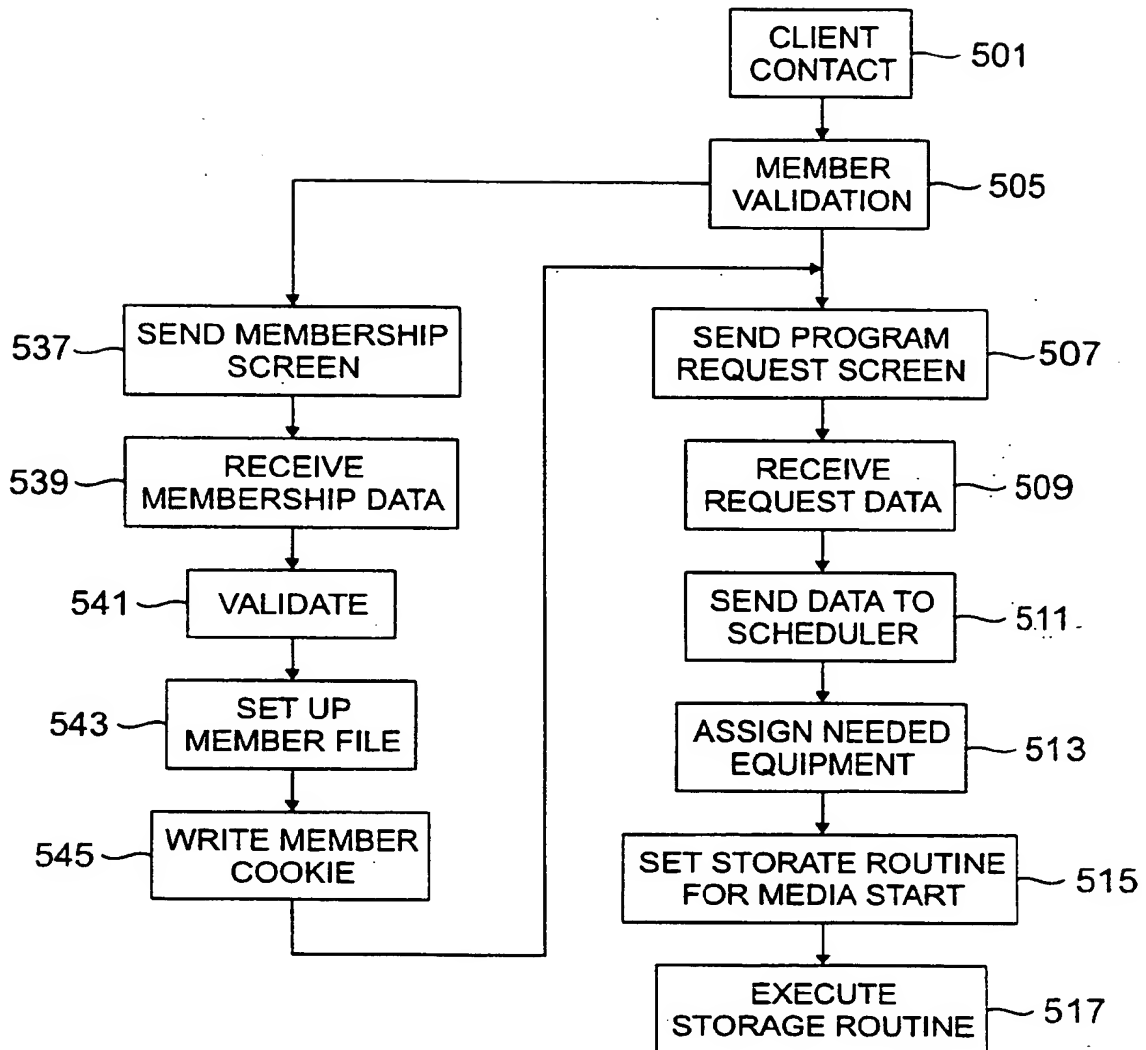 CLIENT
CONTACT
501
MEMBER
VALIDATION
505
537
SEND MEMBERSHIP
SCREEN
539
RECEIVE
MEMBERSHIP DATA
541
VALIDATE
543
SET UP
MEMBER FILE
545
WRITE MEMBER
COOKIE
SEND PROGRAM
REQUEST SCREEN
507
RECEIVE
REQUEST DATA
509
SEND DATA TO
SCHEDULER
511
ASSIGN NEEDED
EQUIPMENT
513
SET STORATE ROUTINE
FOR MEDIA START
515
EXECUTE
STORAGE ROUTINE
517